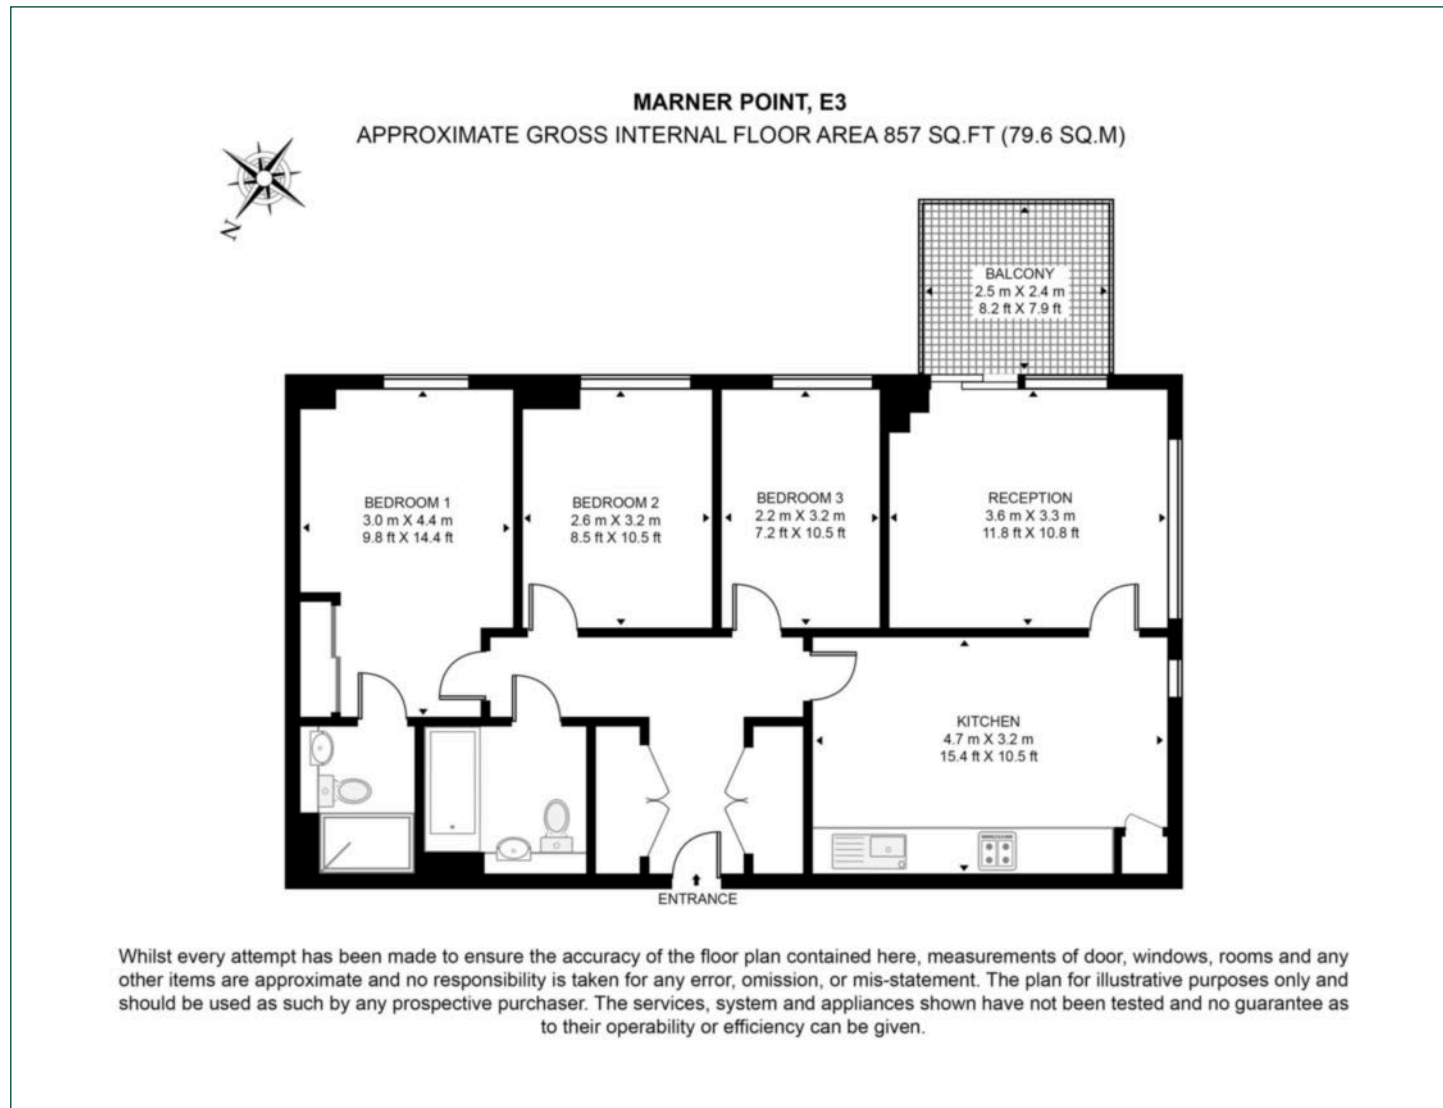 MARNER POINT, E3
APPROXIMATE GROSS INTERNAL FLOOR AREA 857 SQ.FT (79.6 SQ.M)
N
BALCONY
2.5 m X 2.4 m
8.2 ft X 7.9 ft
BEDROOM 1
3.0 m X 4.4 m
9.8 ft X 14.4 ft
BEDROOM 2
2.6 m X 3.2 m
8.5 ft X 10.5 ft
BEDROOM 3
2.2 m X 3.2 m
7.2 ft X 10.5 ft
RECEPTION
3.6 m X 3.3 m
11.8 ft X 10.8 ft
KITCHEN
4.7 m X 3.2 m
15.4 ft X 10.5 ft
ENTRANCE
Whilst every attempt has been made to ensure the accuracy of the floor plan contained here, measurements of door, windows, rooms and any
other items are approximate and no responsibility is taken for any error, omission, or mis-statement. The plan for illustrative purposes only and
should be used as such by any prospective purchaser. The services, system and appliances shown have not been tested and no guarantee as
to their operability or efficiency can be given.